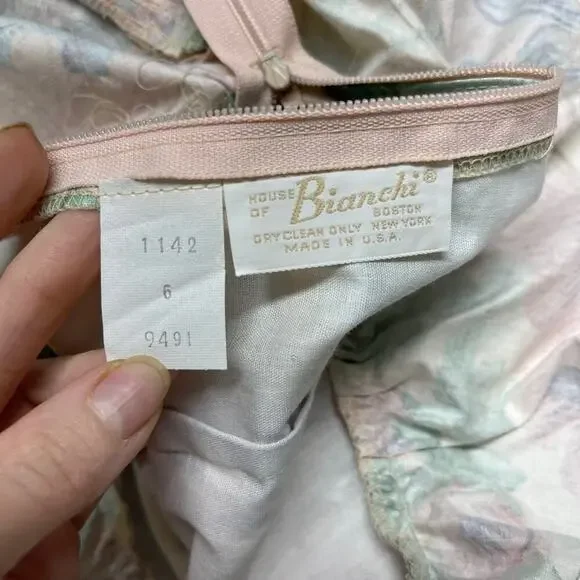 HOUSE OF Bianchi®
BOSTON
DRYCLEAN ONLY NEW YORK
MADE IN U.S.A.
1142
6
9491